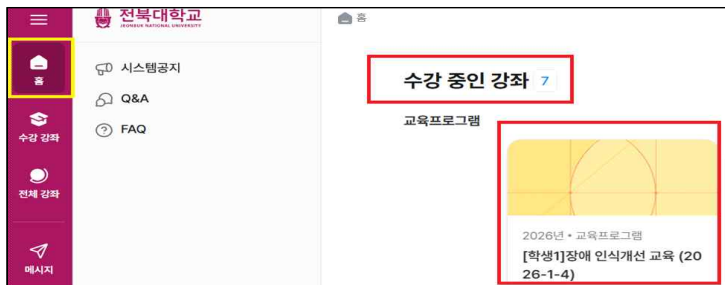 전북대학교
JEONBUK NATIONAL UNIVERSITY
홈
시스템공지
홈
Q&A
FAQ
수강 중인 강좌 7
수강 강좌
교육프로그램
전체 강좌
2026년 • 교육프로그램
[학생1]장애 인식개선 교육 (20
26-1-4)
메시지